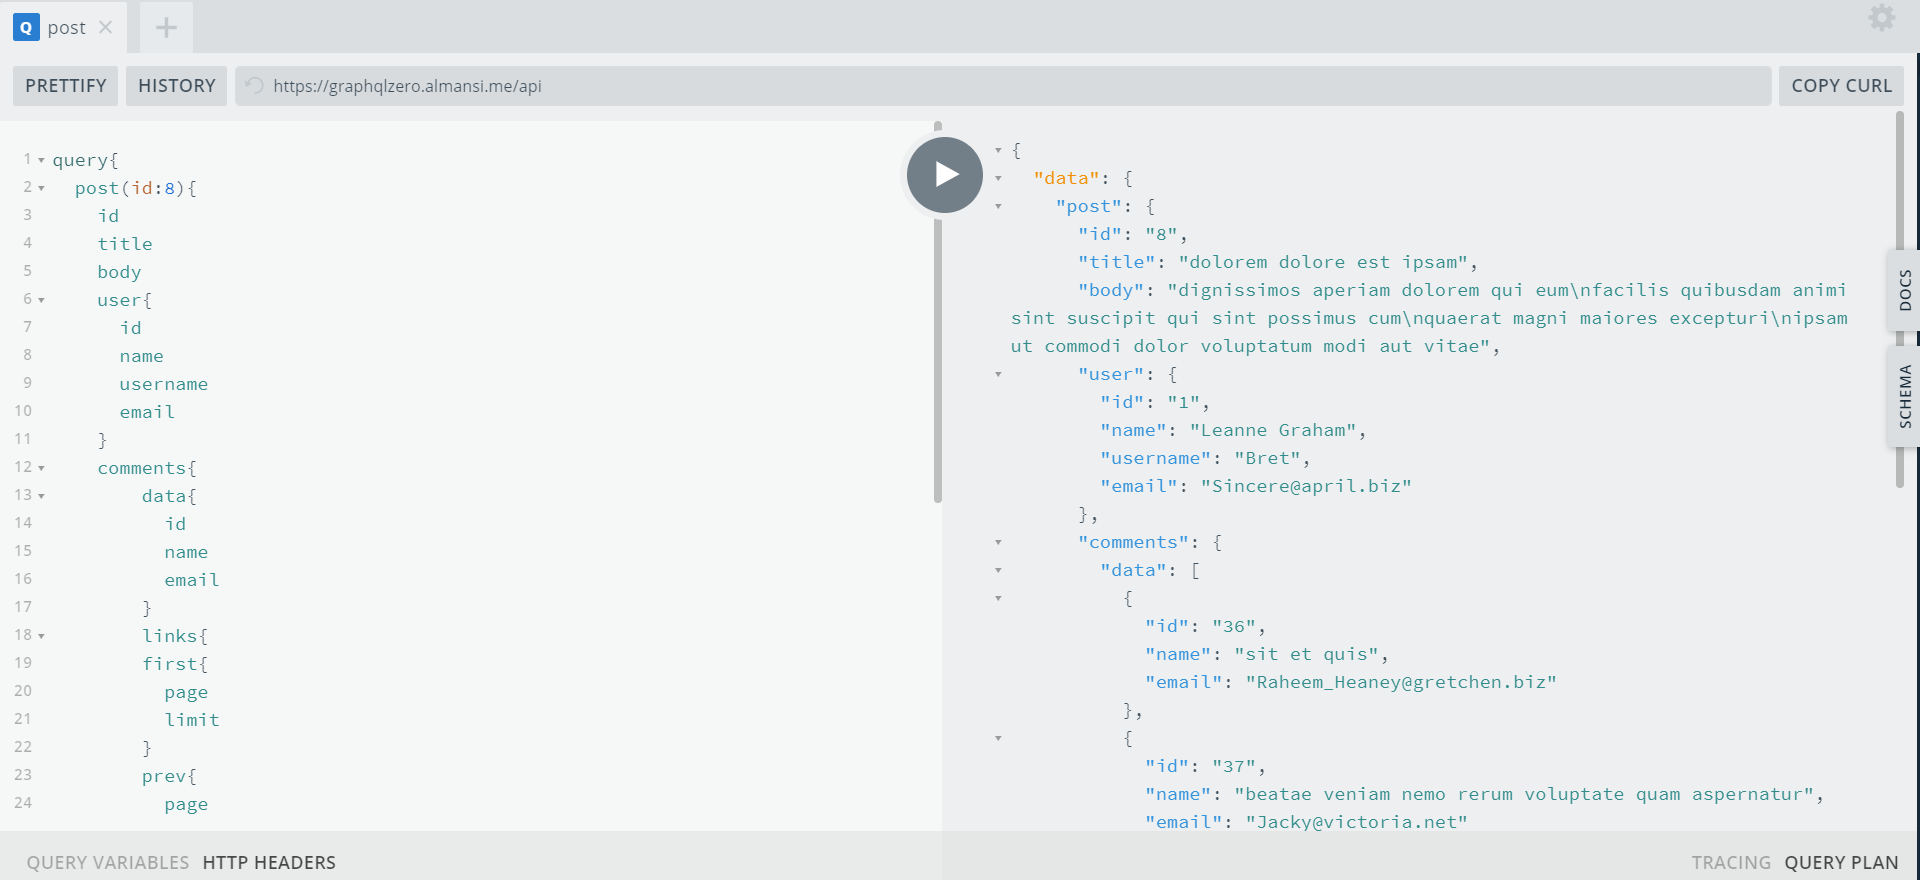 Q post
PRETTIFY HISTORY https://graphqlzero.almansi.me/api COPY CURL
1 query{
2 post(id:8){
3 id
4 title
5 body
6 user{
7 id
8 name
9 username
10 email
11 }
12 comments{
13 data{
14 id
15 name
16 email
17 }
18 links{
19 first{
20 page
21 limit
22 }
23 prev{
24 page
{
"data": {
"post": {
"id": "8",
"title": "dolorem dolore est ipsam",
"body": "dignissimos aperiam dolorem qui eum\nfacilis quibusdam animi
sint suscipit qui sint possimus cum\nquaerat magni maiores excepturi\nipsam
ut commodi dolor voluptatum modi aut vitae",
"user": {
"id": "1",
"name": "Leanne Graham",
"username": "Bret",
"email": "Sincere@april.biz"
},
"comments": {
"data": [
{
"id": "36",
"name": "sit et quis",
"email": "Raheem_Heaney@gretchen.biz"
},
{
"id": "37",
"name": "beatae veniam nemo rerum voluptate quam aspernatur",
"email": "Jacky@victoria.net"
DOCS
SCHEMA
QUERY VARIABLES HTTP HEADERS
TRACING QUERY PLAN